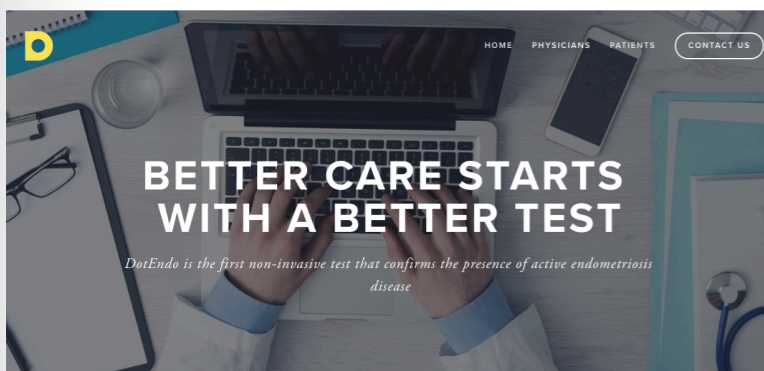 D
HOME PHYSICIANS PATIENTS CONTACT US
BETTER CARE STARTS
WITH A BETTER TEST
DotEndo is the first non-invasive test that confirms the presence of active endometriosis
disease